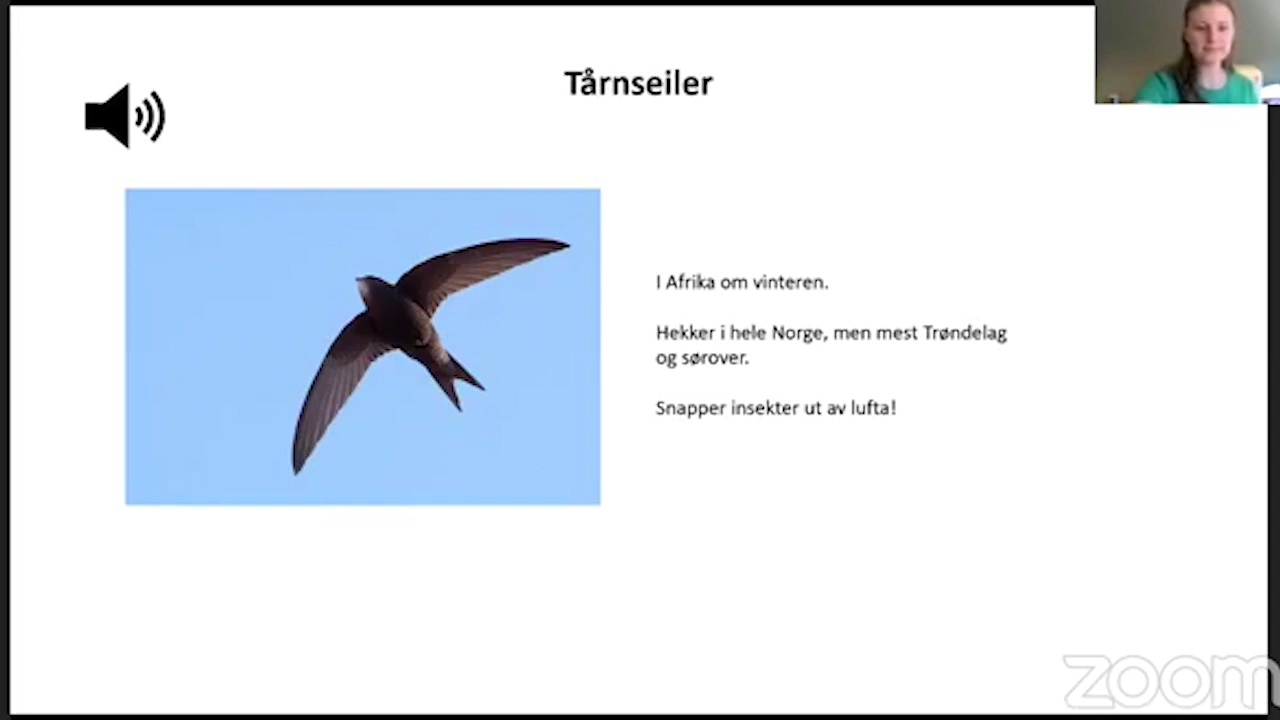 Tårnseiler
I Afrika om vinteren.
Hekker i hele Norge, men mest Trøndelag
og sørover.
Snapper insekter ut av lufta!
zoom